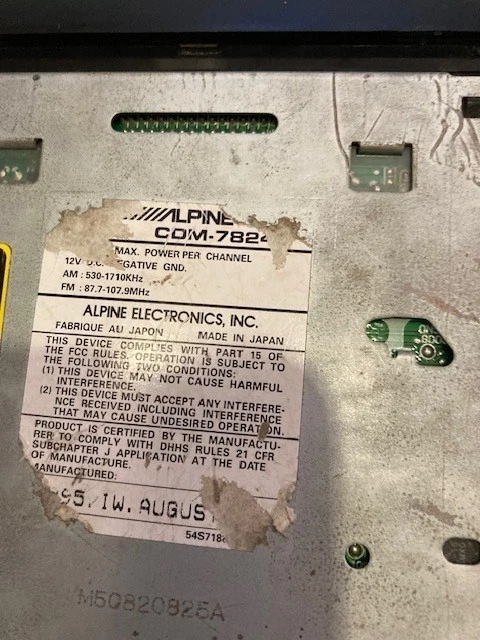 ALPINE
CDM-782
MAX. POWER PER CHANNEL
12V D.C. NEGATIVE GND.
AM : 530-1710KHz
FM : 87.7-107.9MHz
ALPINE ELECTRONICS, INC.
FABRIQUE AU JAPON MADE IN JAPAN
THIS DEVICE COMPLIES WITH PART 15 OF
THE FCC RULES. OPERATION IS SUBJECT TO
THE FOLLOWING TWO CONDITIONS:
(1) THIS DEVICE MAY NOT CAUSE HARMFUL
INTERFERENCE.
(2) THIS DEVICE MUST ACCEPT ANY INTERFERE-
NCE RECEIVED INCLUDING INTERFERENCE
THAT MAY CAUSE UNDESIRED OPERATION.
PRODUCT IS CERTIFIED BY THE MANUFACTU-
RER TO COMPLY WITH DHHS RULES 21 CFR
SUBCHAPTER J APPLICATION AT THE DATE
OF MANUFACTURE.
MANUFACTURED:
95/IW. AUGUST
54S718
M50820825A